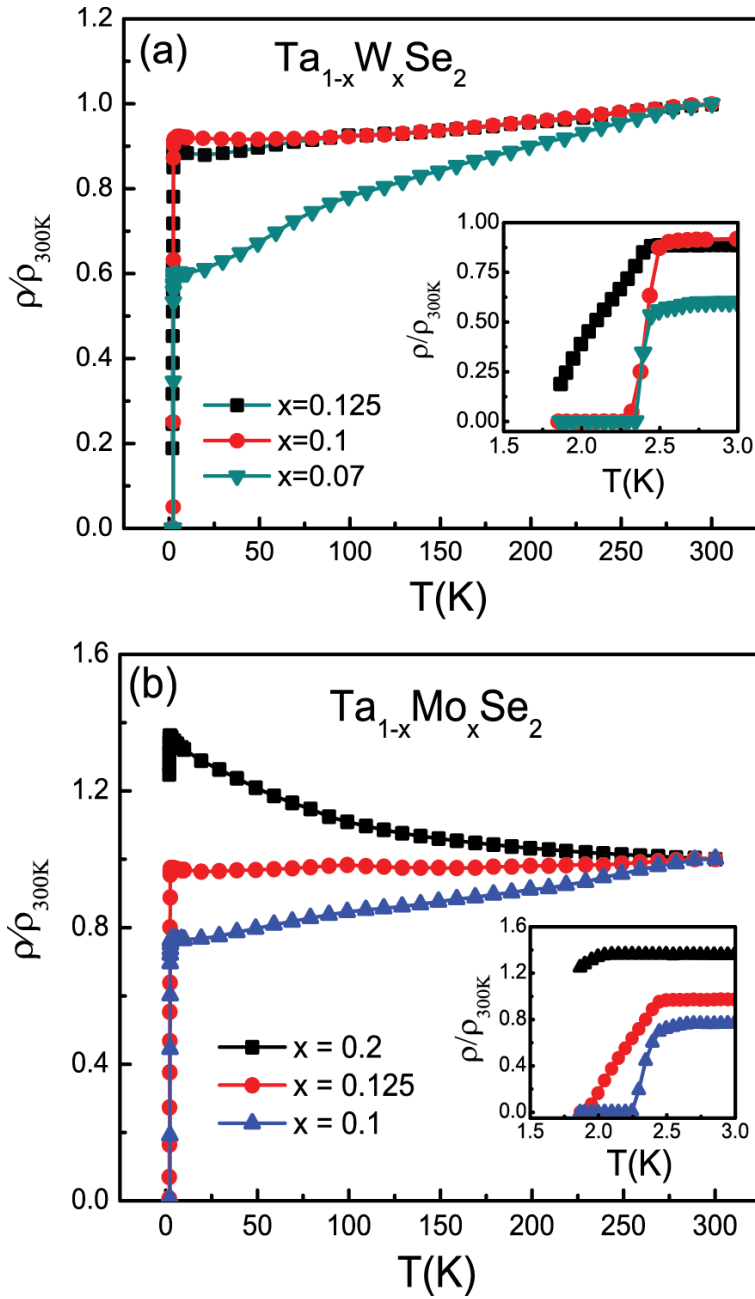 (a)
Ta1-xWxSe2
1.2
1.0
0.8
0.6
0.4
0.2
0.0
ρ/ρ300K
0 50 100 150 200 250 300
T(K)
x=0.125
x=0.1
x=0.07
1.00
0.75
0.50
0.25
0.00
ρ/ρ300K
1.5 2.0 2.5 3.0
T(K)
(b)
Ta1-xMoxSe2
1.6
1.2
0.8
0.4
0.0
ρ/ρ300K
0 50 100 150 200 250 300
T(K)
x = 0.2
x = 0.125
x = 0.1
1.6
1.2
0.8
0.4
0.0
ρ/ρ300K
1.5 2.0 2.5 3.0
T(K)